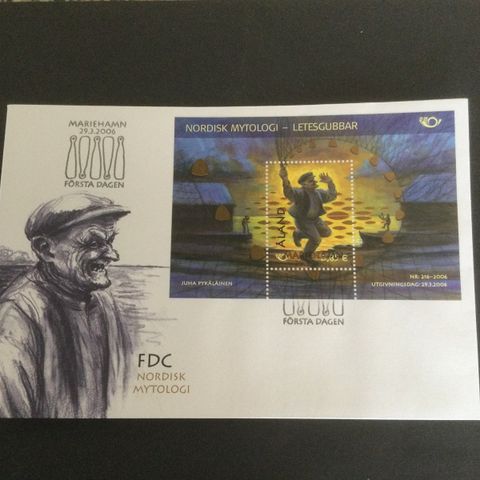 MARIEHAMN
29.3.2006
FÖRSTA DAGEN
NORDISK MYTOLOGI – LETESGUBBAR
ÅLAND
JUHA PYKÄLÄINEN
NR: 216–2006
UTGIVNINGSDAG: 29.3.2006
FÖRSTA DAGEN
FDC
NORDISK
MYTOLOGI